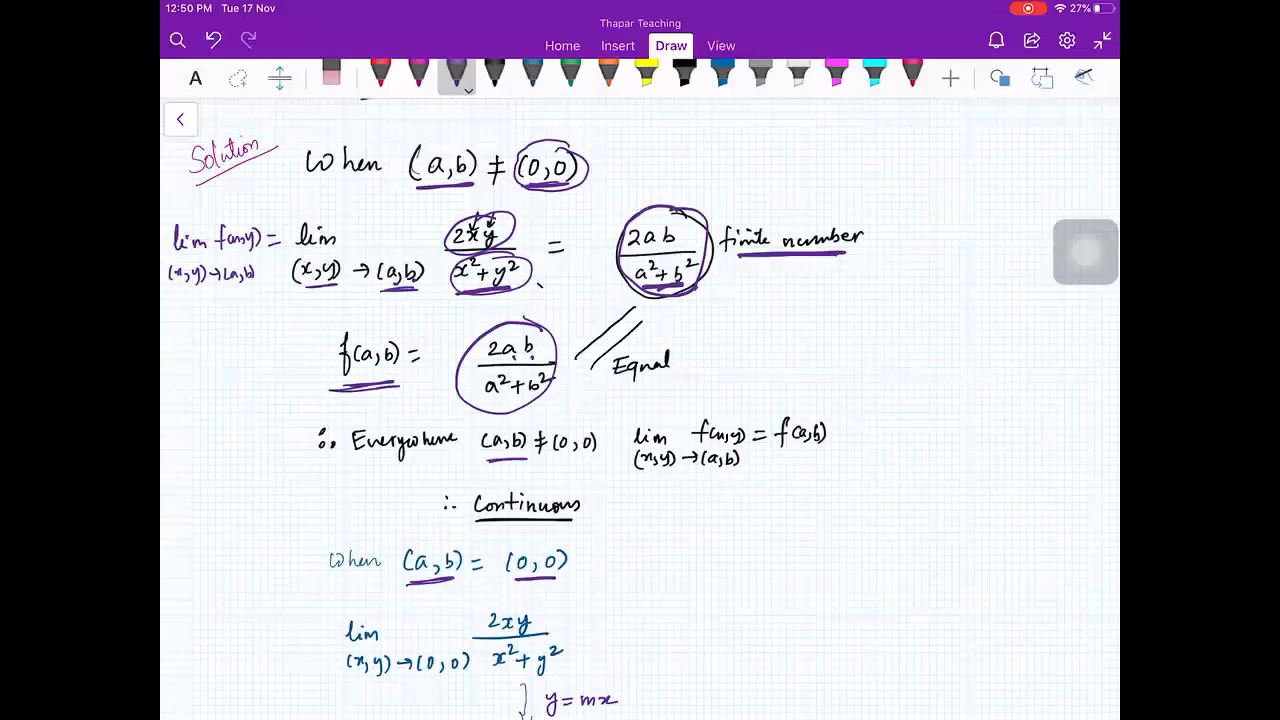 12:50 PM Tue 17 Nov 27%
Thapar Teaching
Home Insert Draw View
A
Solution
When (a,b) ≠ (0,0)
lim f(x,y) = lim 2xy / x²+y² = 2ab / a²+b² finite number
(x,y)→(a,b) (x,y)→(a,b)
f(a,b) = 2ab / a²+b² Equal
∴ Everywhere (a,b) ≠ (0,0) lim f(x,y) = f(a,b)
(x,y)→(a,b)
∴ Continuous
When (a,b) = (0,0)
lim 2xy / x²+y²
(x,y)→(0,0)
↓ y = mx